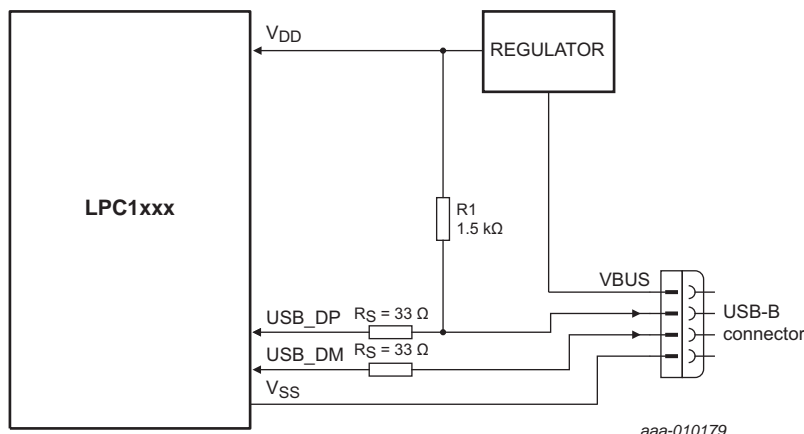 VDD
REGULATOR
LPC1xxx
R1
1.5 kΩ
VBUS
USB-B
connector
USB_DP RS = 33 Ω
USB_DM RS = 33 Ω
VSS
aaa-010179